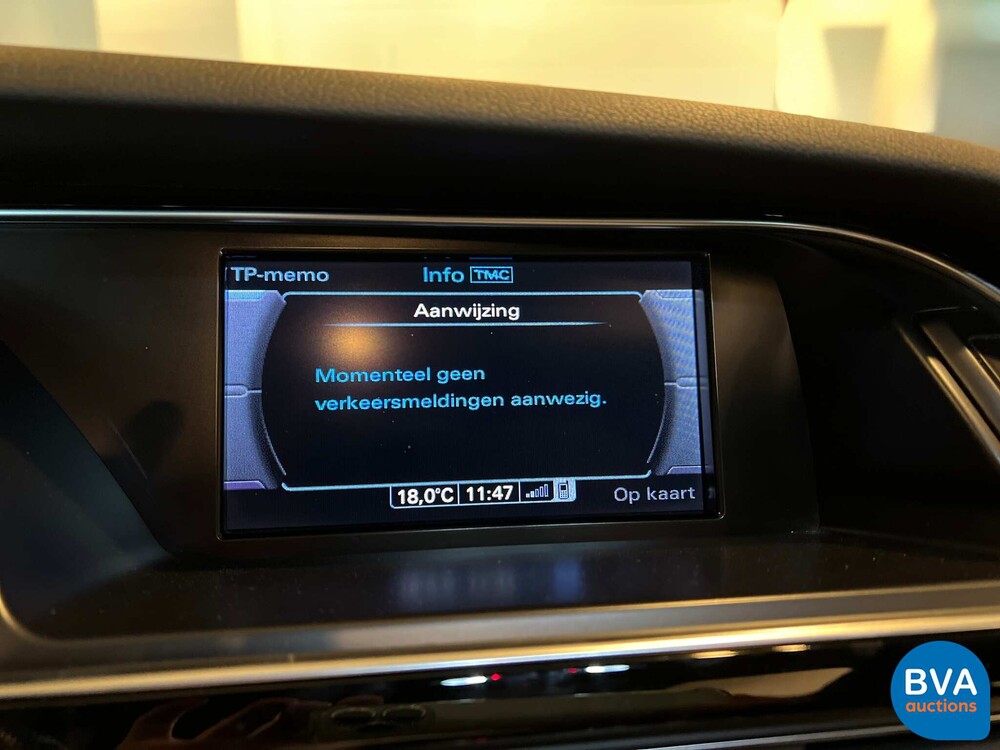 TP-memo
Info TMC
Aanwijzing
Momenteel geen
verkeersmeldingen aanwezig.
18,0°C 11:47
Op kaart
BVA
auctions